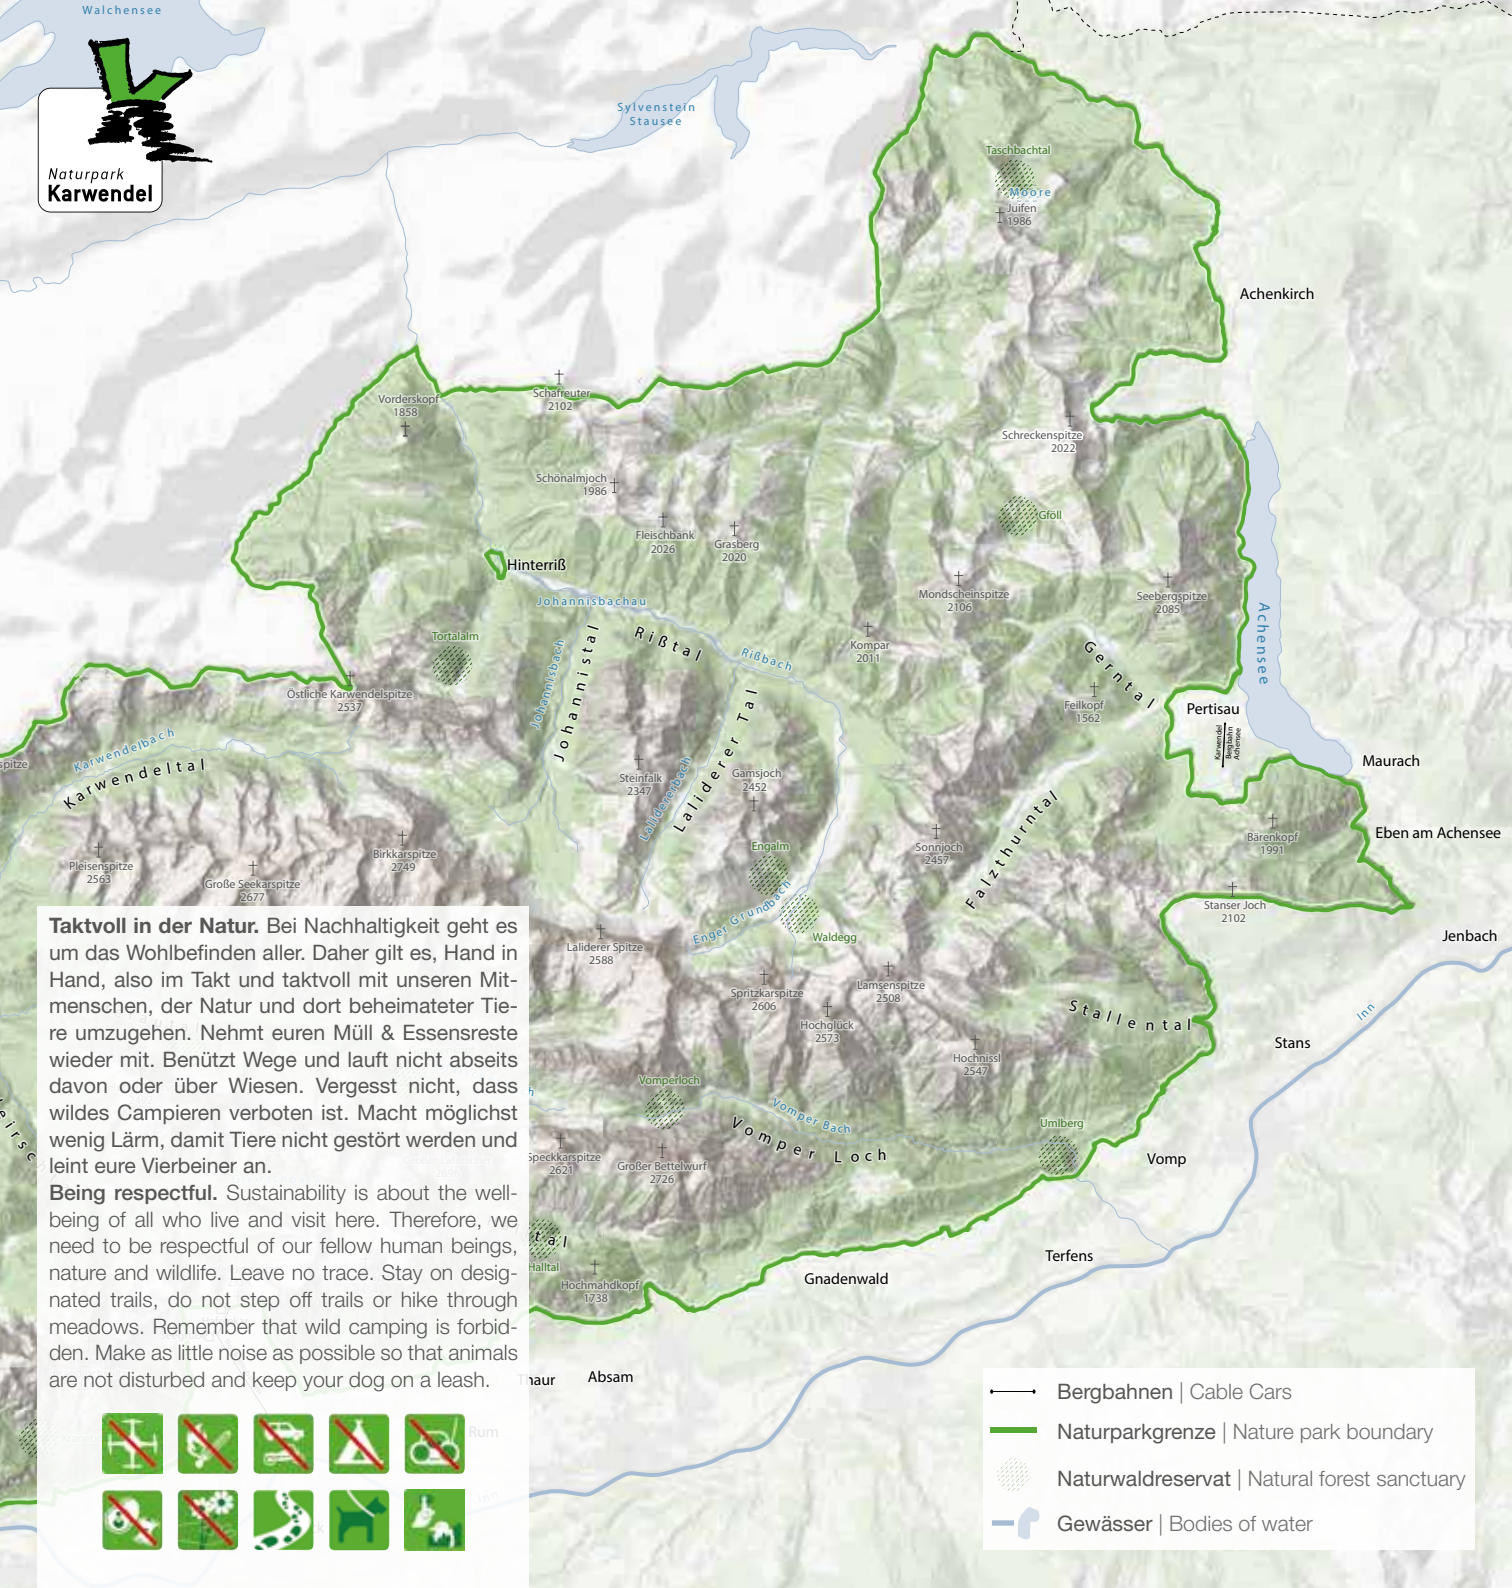 Walchensee
Naturpark
Karwendel
Sylvenstein
Stausee
Taschbachtal
Moore
Juifen
1986
Achenkirch
Vorderskopf
1858
Schafreuter
2102
Schreckenspitze
2022
Schönalmjoch
1986
Gföll
Fleischbank
2026
Grasberg
2020
Hinterriß
Johannisbachau
Mondscheinspitze
2106
Seebergspitze
2085
Achensee
Tortalalm
Rißtal
Rißbach
Kompar
2011
Gerntal
Johannisbach
Johannistal
Östliche Karwendelspitze
2537
Feilkopf
1562
Pertisau
Karwendel
Bergbahn
Achensee
spitze
Karwendelbach
Karwendeltal
Laliderer Tal
Laliderenbach
Steinfalk
2347
Gamsjoch
2452
Maurach
Falzthurntal
Sonnjoch
2457
Bärenkopf
1991
Eben am Achensee
Engalm
Pleisenspitze
2563
Birkkarspitze
2749
Große Seekarspitze
2677
Stanser Joch
2102
Enger Grundbach
Waldegg
Laliderer Spitze
2588
Jenbach
Spritzkarspitze
2606
Lamsenspitze
2508
Hochglück
2573
Stallental
Inn
Stans
Hochnissl
2547
Vomperloch
Vomper Bach
Vomper Loch
Umlberg
Vomp
Speckkarspitze
2621
Großer Bettelwurf
2726
tal
Halltal
Hochmahdkopf
1738
Terfens
Gnadenwald
Thaur
Absam
Rum
Inn
Taktvoll in der Natur. Bei Nachhaltigkeit geht es
um das Wohlbefinden aller. Daher gilt es, Hand in
Hand, also im Takt und taktvoll mit unseren Mit-
menschen, der Natur und dort beheimateter Tie-
re umzugehen. Nehmt euren Müll & Essensreste
wieder mit. Benützt Wege und lauft nicht abseits
davon oder über Wiesen. Vergesst nicht, dass
wildes Campieren verboten ist. Macht möglichst
wenig Lärm, damit Tiere nicht gestört werden und
leint eure Vierbeiner an.
Being respectful. Sustainability is about the well-
being of all who live and visit here. Therefore, we
need to be respectful of our fellow human beings,
nature and wildlife. Leave no trace. Stay on desig-
nated trails, do not step off trails or hike through
meadows. Remember that wild camping is forbid-
den. Make as little noise as possible so that animals
are not disturbed and keep your dog on a leash.
Bergbahnen | Cable Cars
Naturparkgrenze | Nature park boundary
Naturwaldreservat | Natural forest sanctuary
Gewässer | Bodies of water